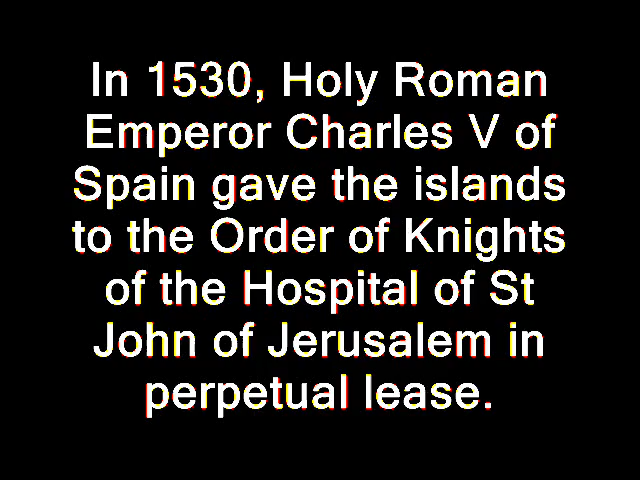 In 1530, Holy Roman
Emperor Charles V of
Spain gave the islands
to the Order of Knights
of the Hospital of St
John of Jerusalem in
perpetual lease.